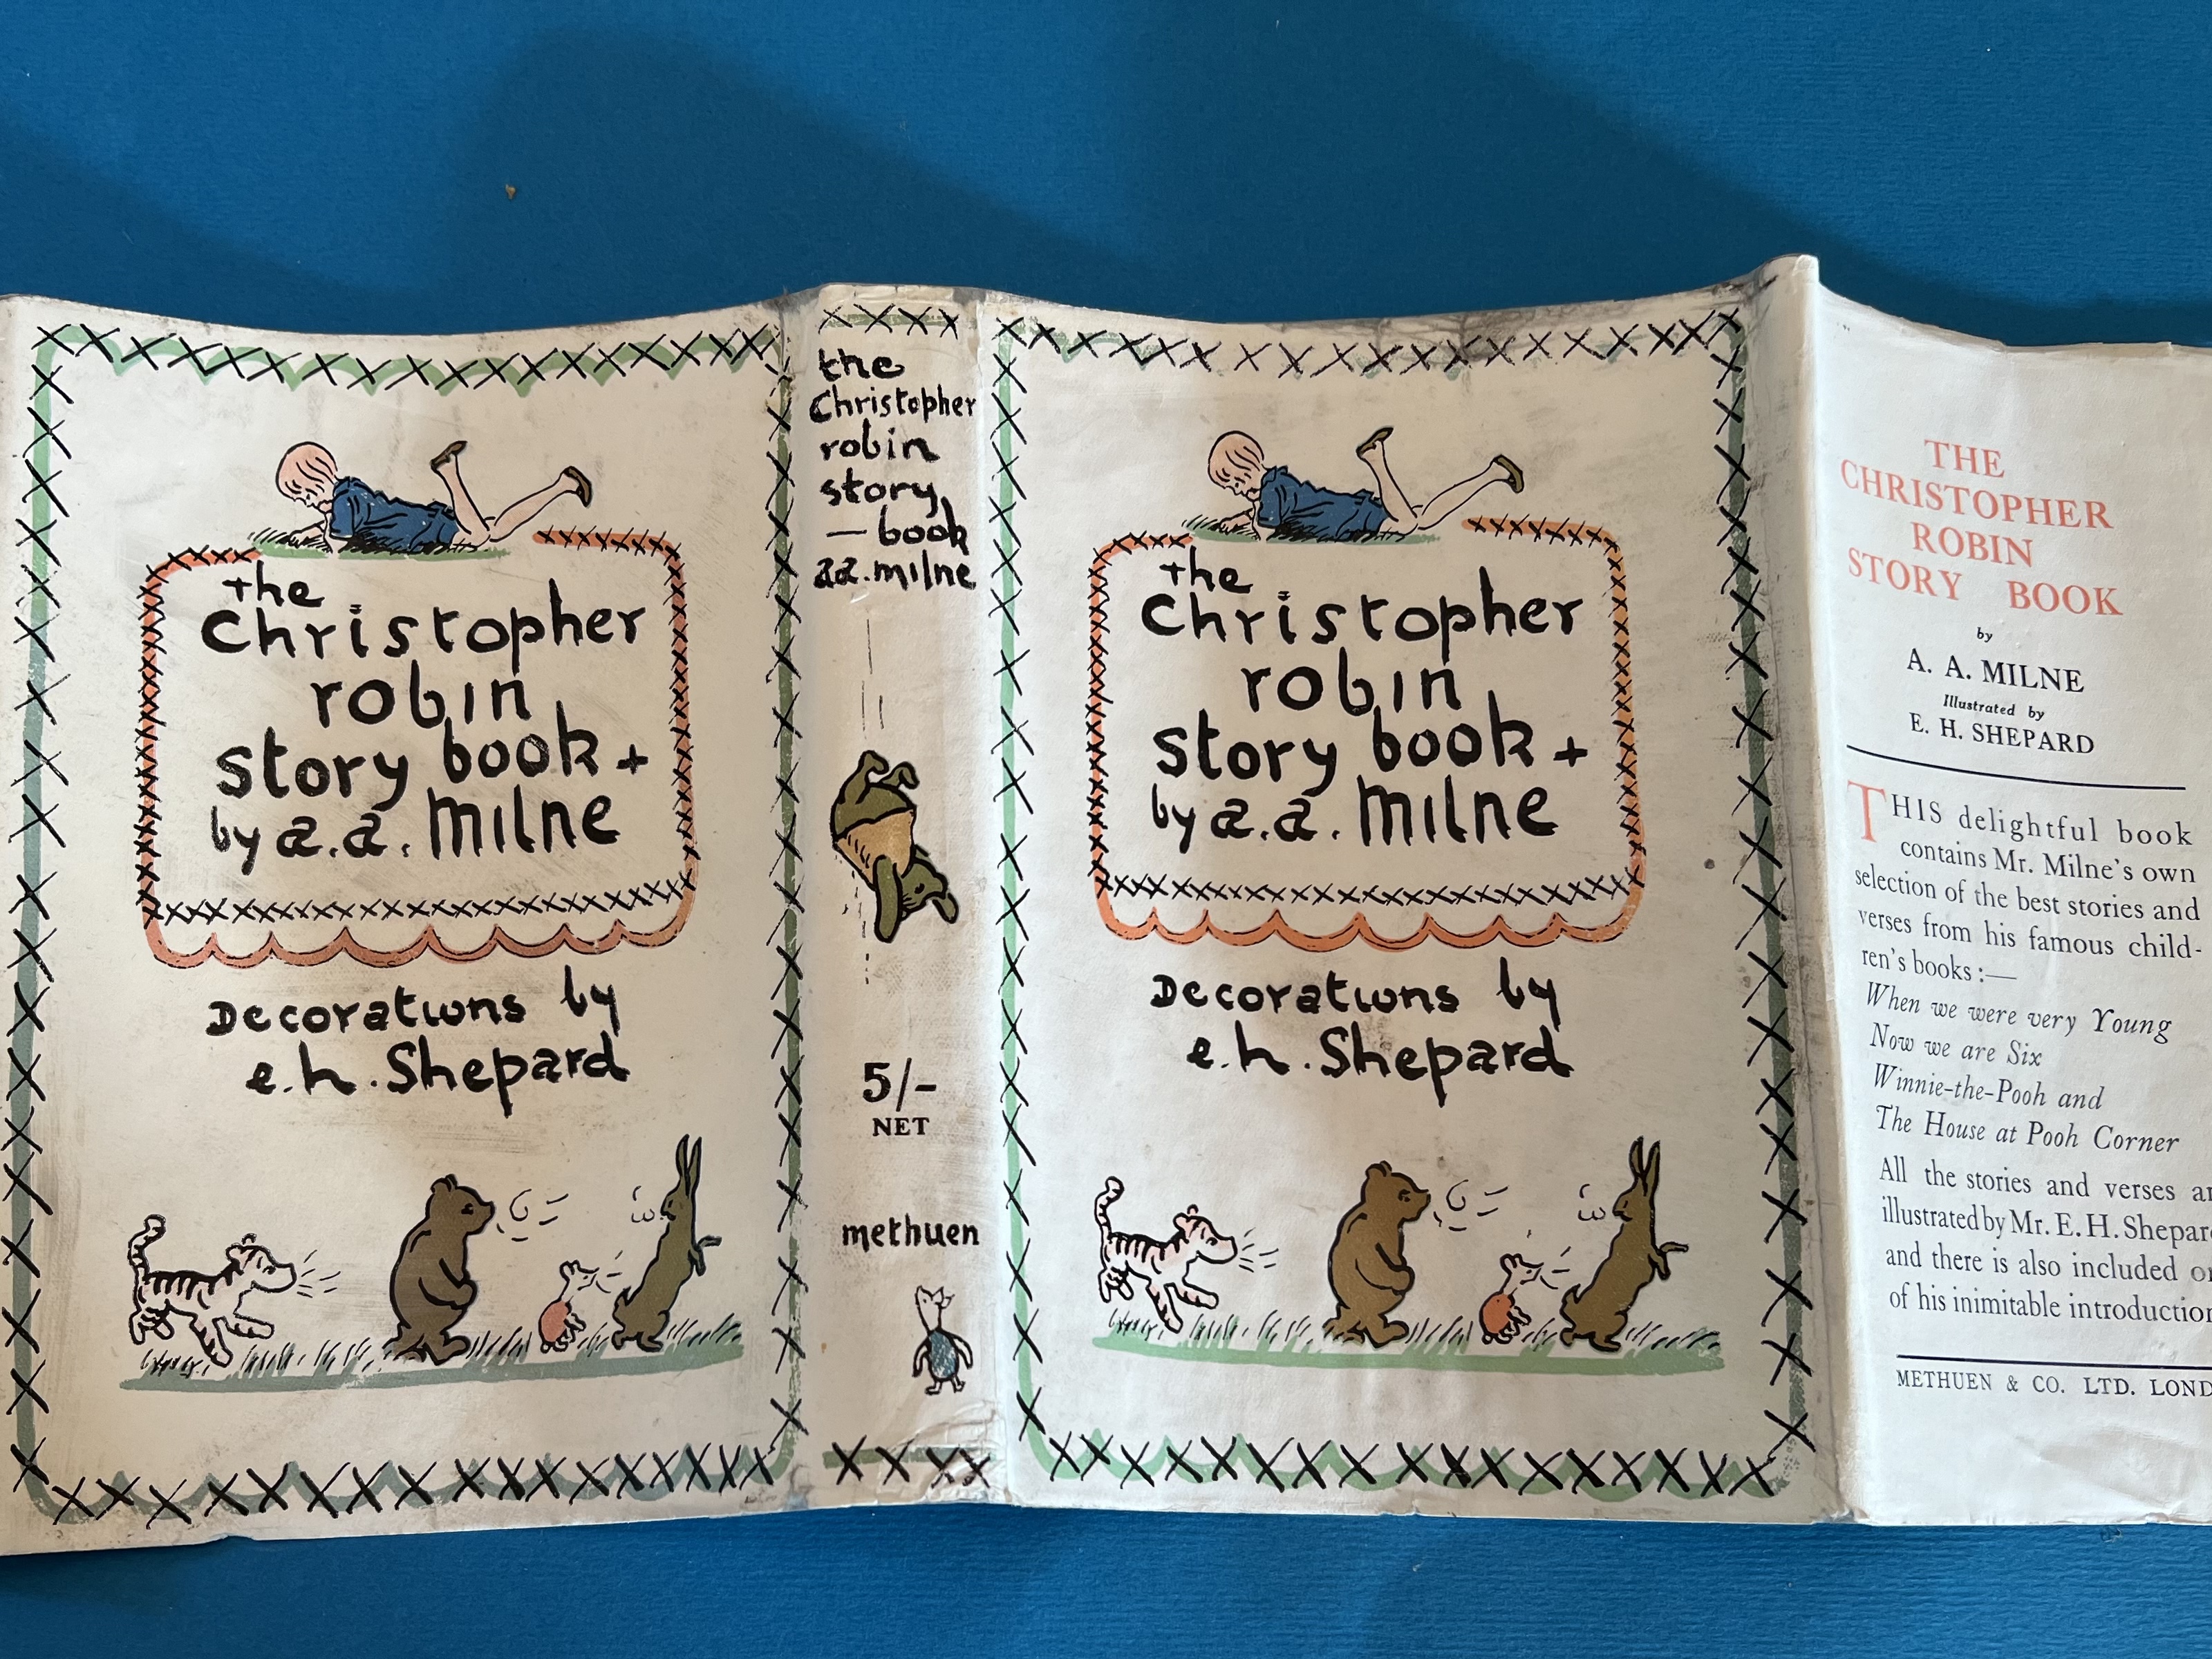 the
Christopher
robin
story book +
by a.a. milne
Decorations by
e.h. Shepard
the
Christopher
robin
story
— book
a.a. milne
5/-
NET
methuen
the
Christopher
robin
story book +
by a.a. milne
Decorations by
e.h. Shepard
THE
CHRISTOPHER
ROBIN
STORY BOOK
by
A. A. MILNE
Illustrated by
E. H. SHEPARD
THIS delightful book
contains Mr. Milne's own
selection of the best stories and
verses from his famous child-
ren's books :—
When we were very Young
Now we are Six
Winnie-the-Pooh and
The House at Pooh Corner
All the stories and verses
illustrated by Mr. E. H. Shepar
and there is also included
of his inimitable introduction
METHUEN & CO. LTD. LOND